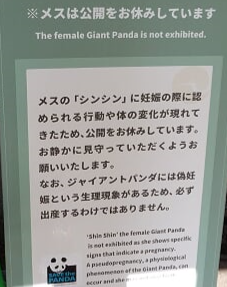 ※メスは公開をお休みしています
The female Giant Panda is not exhibited.
メスの「シンシン」に妊娠の際に認
められる行動や体の変化が現れて
きたため、公開をお休みしています。
お静かに見守っていただくようお
願いいたします。
なお、ジャイアントパンダには偽妊
娠という生理現象があるため、必ず
出産するわけではありません。
'Shin Shin' the female Giant Panda
is not exhibited as she shows specific
signs that indicate a pregnancy.
A pseudopregnancy, a physiological
phenomenon of the Giant Panda, can
occur and she
PANDA